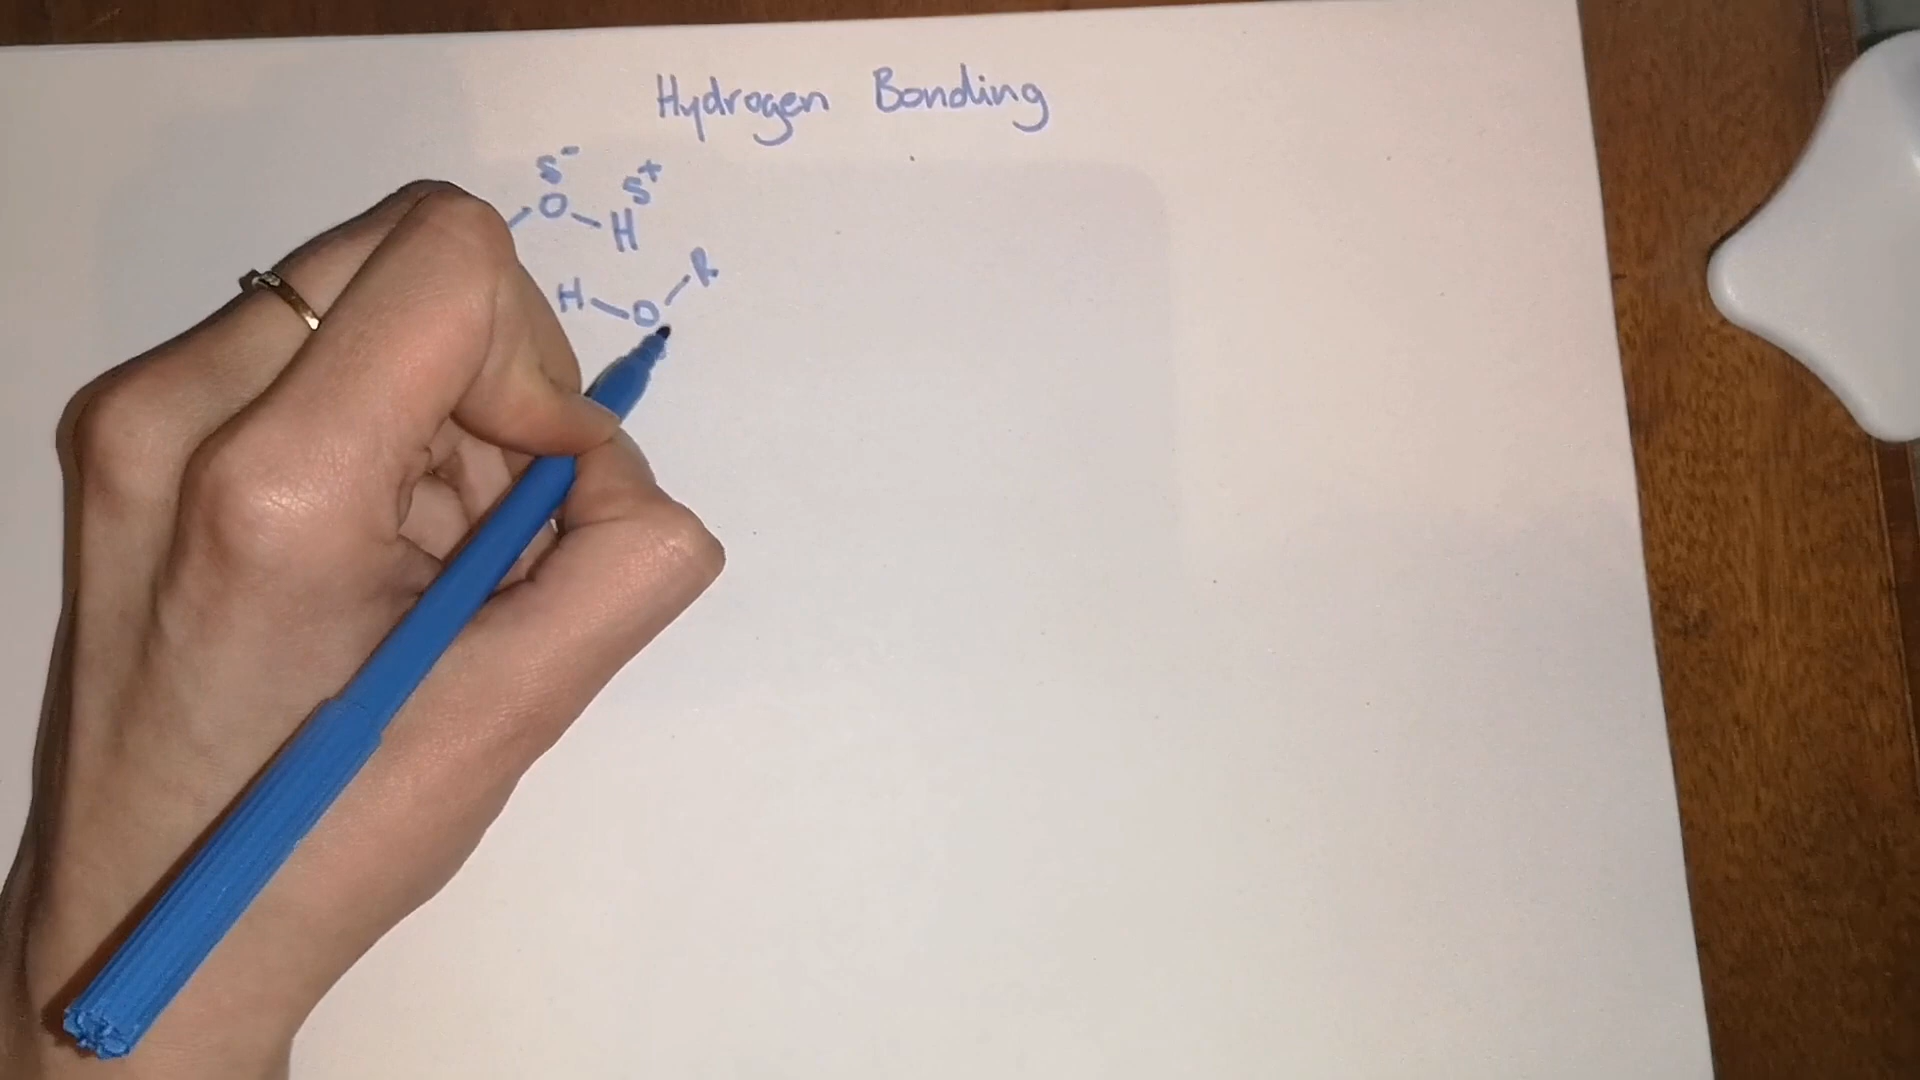 Hydrogen Bonding
δ-
δ+
O - H
H - O - R